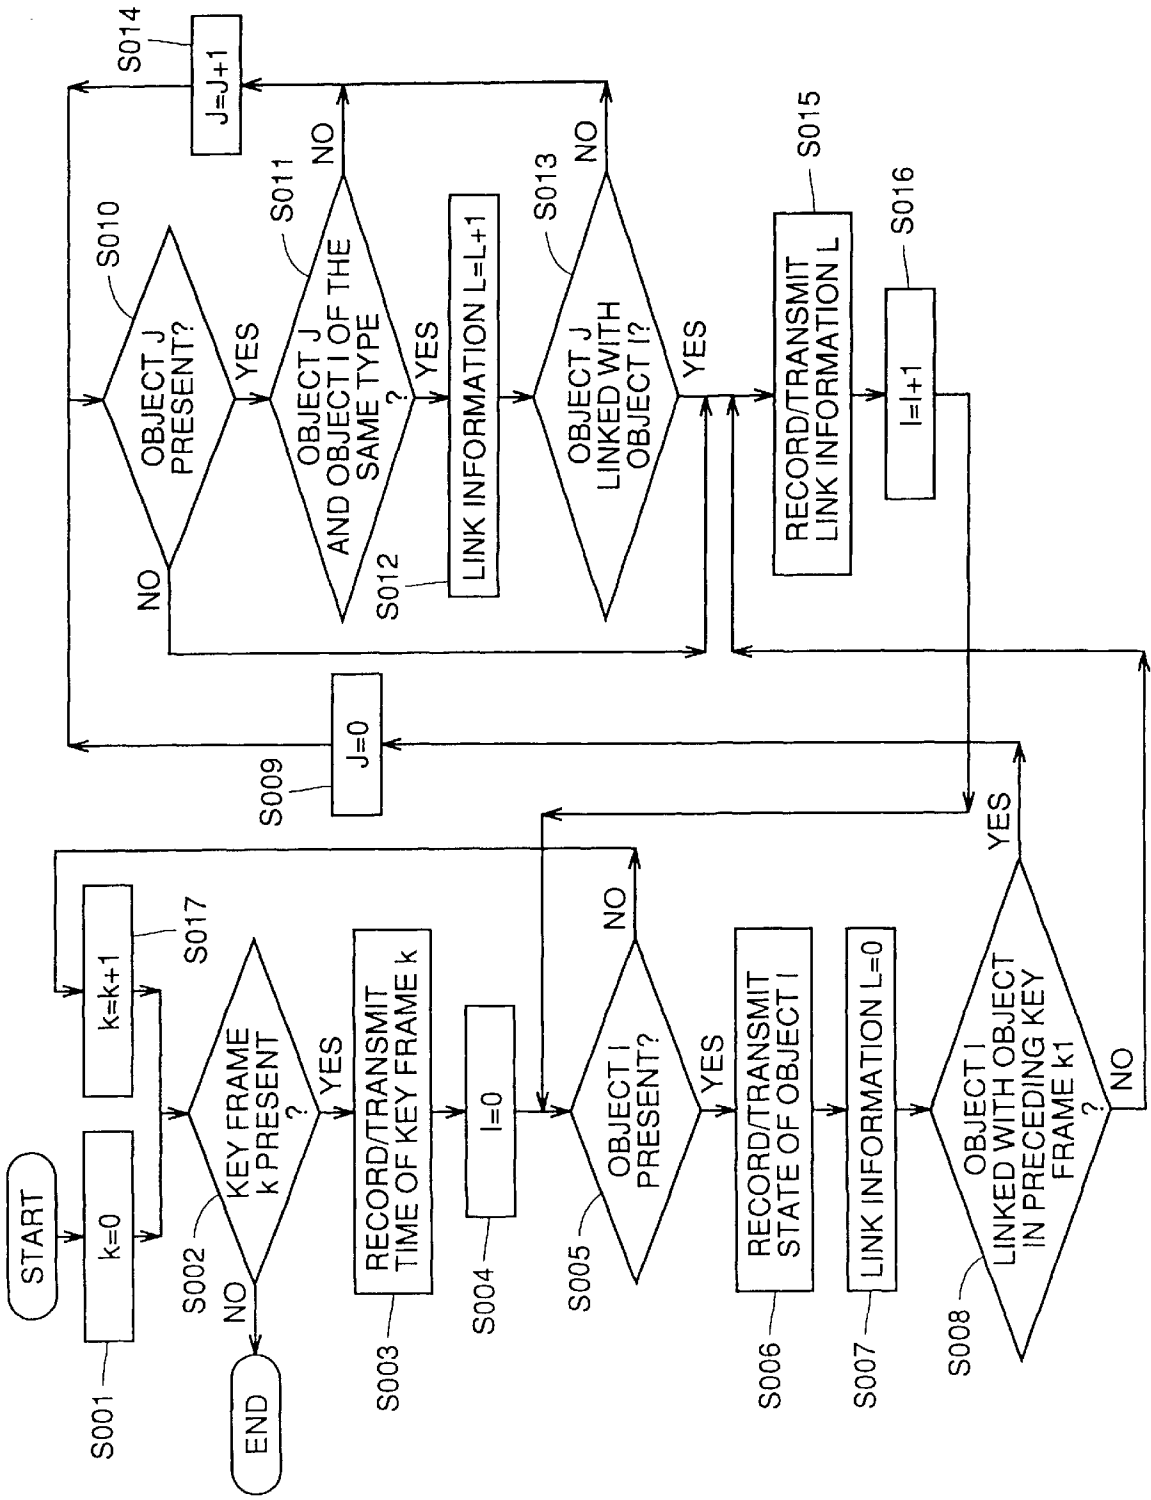 START
k=0
S001
k=k+1
S017
KEY FRAME
k PRESENT
?
S002
NO
YES
END
RECORD/TRANSMIT
TIME OF KEY FRAME k
S003
I=0
S004
OBJECT I
PRESENT?
S005
NO
YES
RECORD/TRANSMIT
STATE OF OBJECT I
S006
LINK INFORMATION L=0
S007
OBJECT I
LINKED WITH OBJECT
IN PRECEDING KEY
FRAME k1
?
S008
YES
NO
J=0
S009
OBJECT J
PRESENT?
S010
NO
YES
J=J+1
S014
OBJECT J
AND OBJECT I OF THE
SAME TYPE
?
S011
NO
YES
LINK INFORMATION L=L+1
S012
OBJECT J
LINKED WITH
OBJECT I?
S013
NO
YES
RECORD/TRANSMIT
LINK INFORMATION L
S015
I=I+1
S016